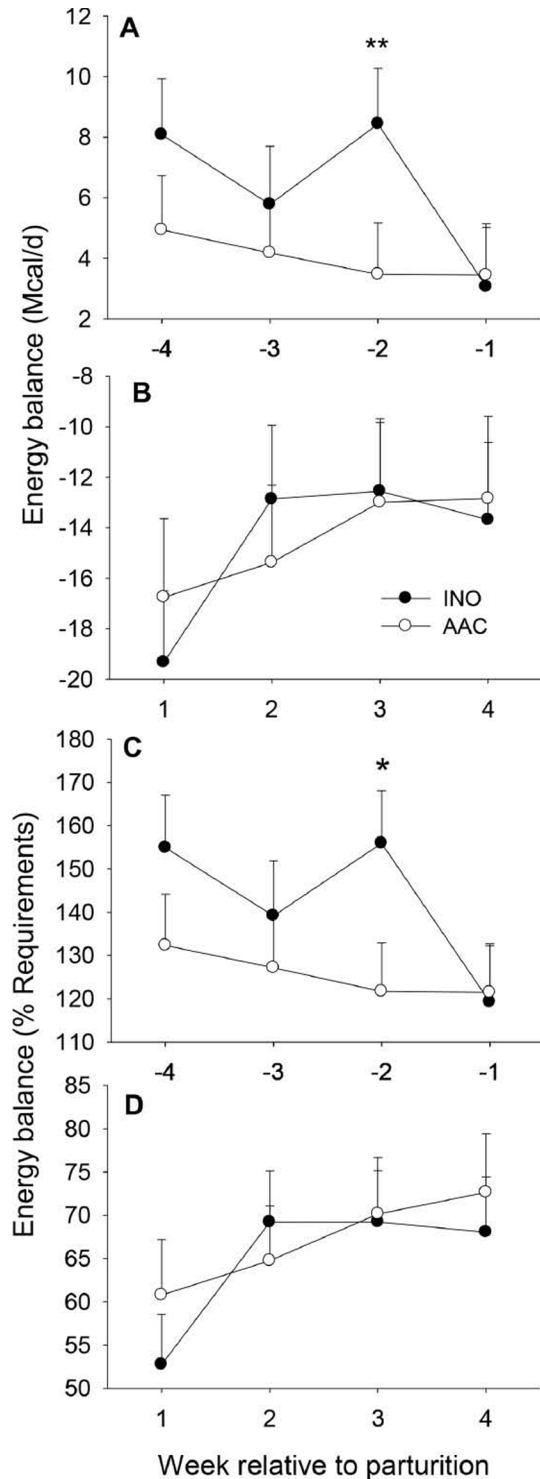 A
**
12
10
8
6
4
2
-4 -3 -2 -1
Energy balance (Mcal/d)
B
-8
-10
-12
-14
-16
-18
-20
INO
AAC
1 2 3 4
C
*
180
170
160
150
140
130
120
110
-4 -3 -2 -1
Energy balance (% Requirements)
D
85
80
75
70
65
60
55
50
1 2 3 4
Week relative to parturition